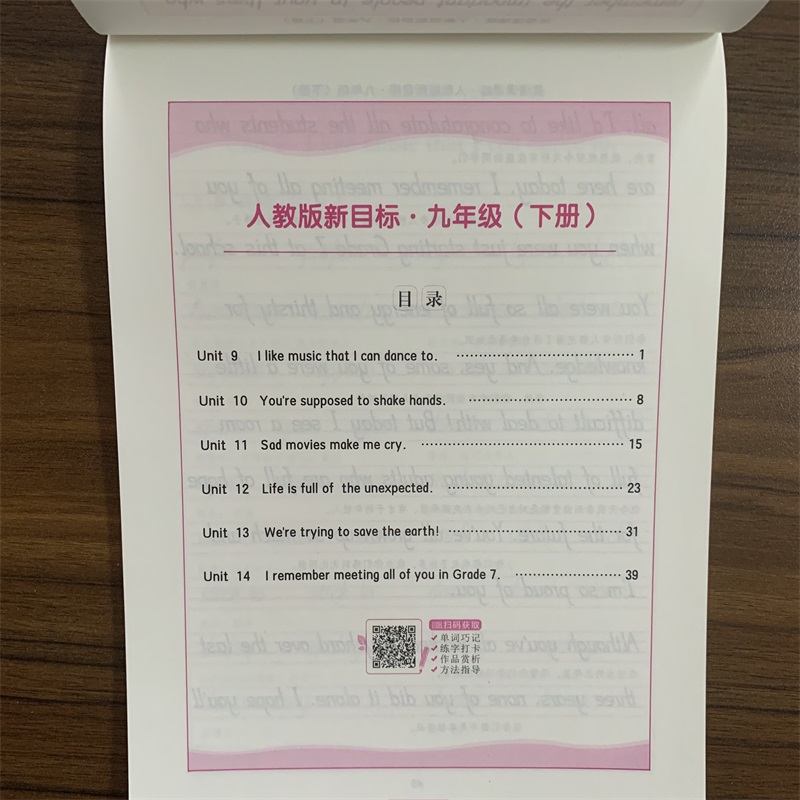 人教版新目标·九年级（下册）
目录
Unit 9 I like music that I can dance to. ································ 1
Unit 10 You're supposed to shake hands. ································ 8
Unit 11 Sad movies make me cry. ································ 15
Unit 12 Life is full of the unexpected. ································ 23
Unit 13 We're trying to save the earth! ································ 31
Unit 14 I remember meeting all of you in Grade 7. ···················· 39
扫码获取
单词巧记
练字打卡
作品赏析
方法指导